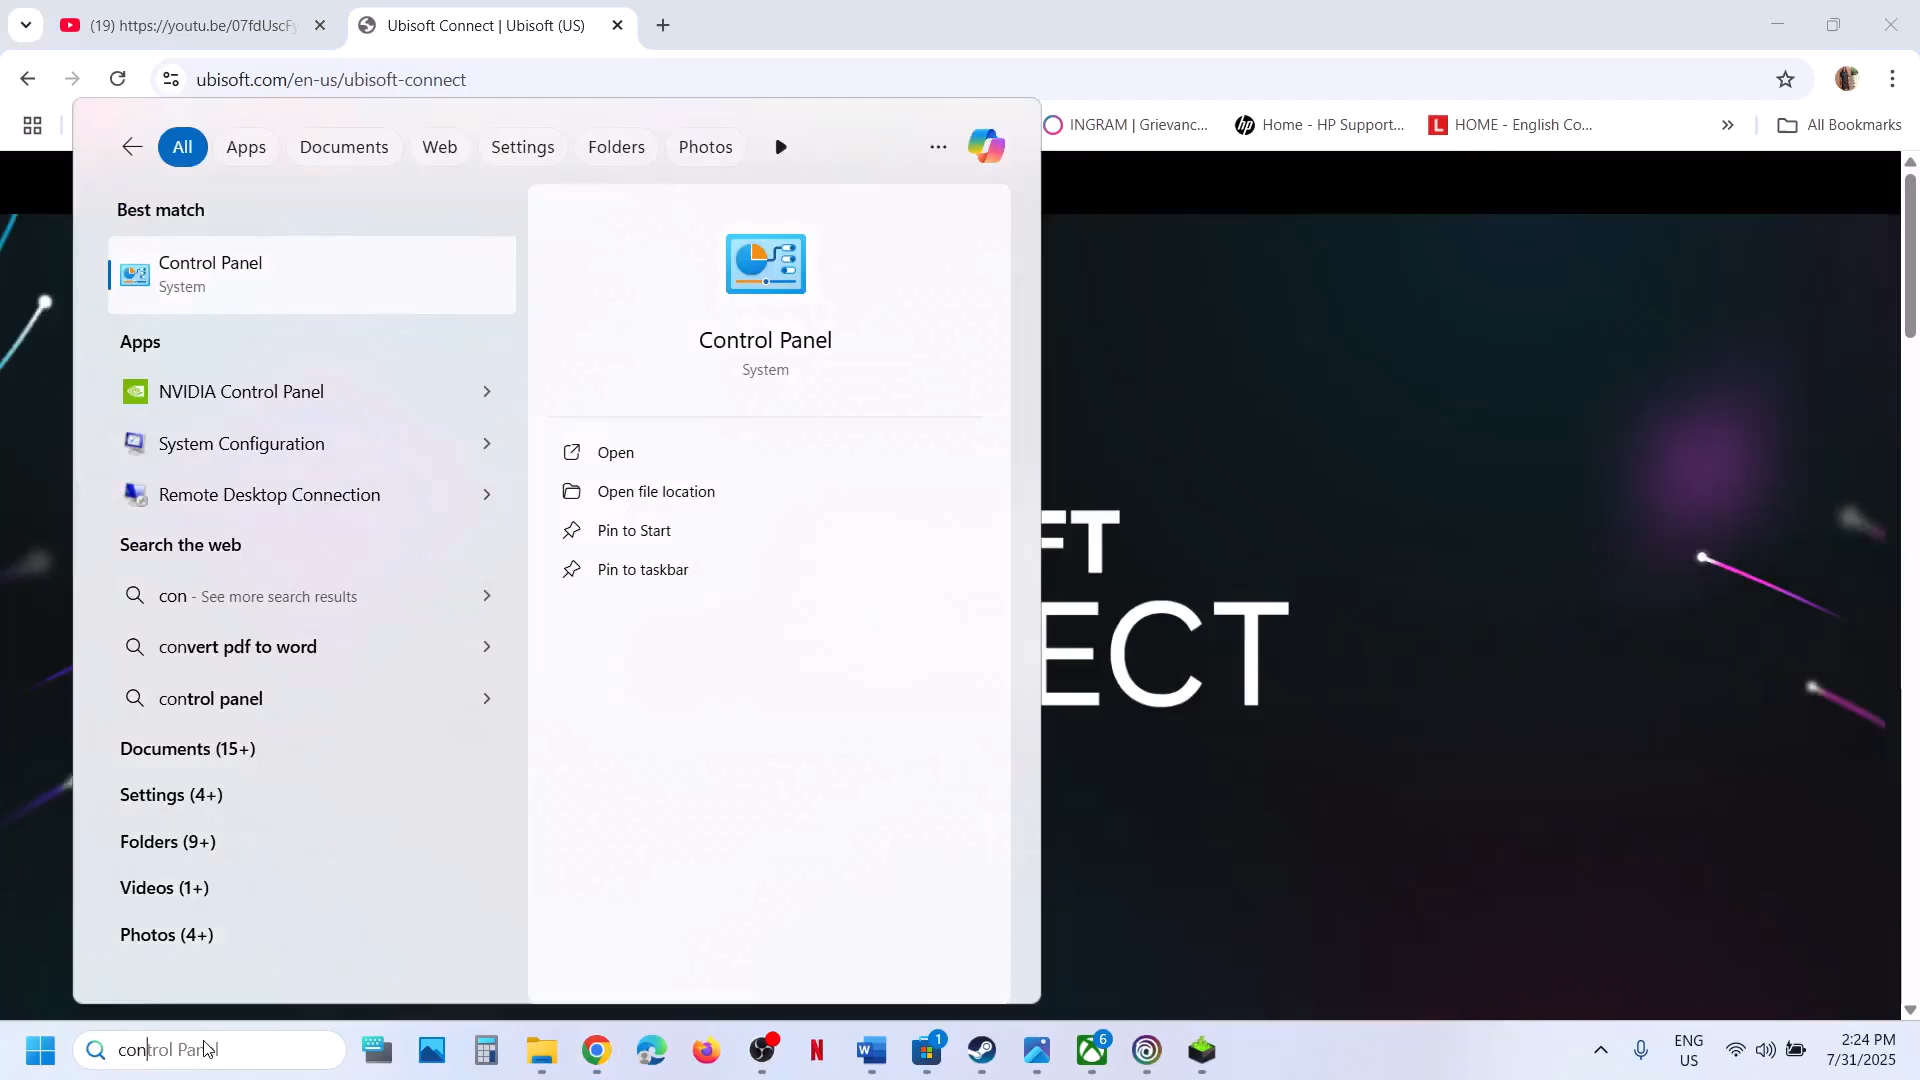 (19) https://youtu.be/07fdUscFy
Ubisoft Connect | Ubisoft (US)
ubisoft.com/en-us/ubisoft-connect
INGRAM | Grievanc...
Home - HP Support...
HOME - English Co...
All Bookmarks
All
Apps
Documents
Web
Settings
Folders
Photos
Best match
Control Panel
System
Apps
NVIDIA Control Panel
System Configuration
Remote Desktop Connection
Search the web
con - See more search results
convert pdf to word
control panel
Documents (15+)
Settings (4+)
Folders (9+)
Videos (1+)
Photos (4+)
Control Panel
System
Open
Open file location
Pin to Start
Pin to taskbar
FT
ECT
control Panel
1
6
ENG
US
2:24 PM
7/31/2025